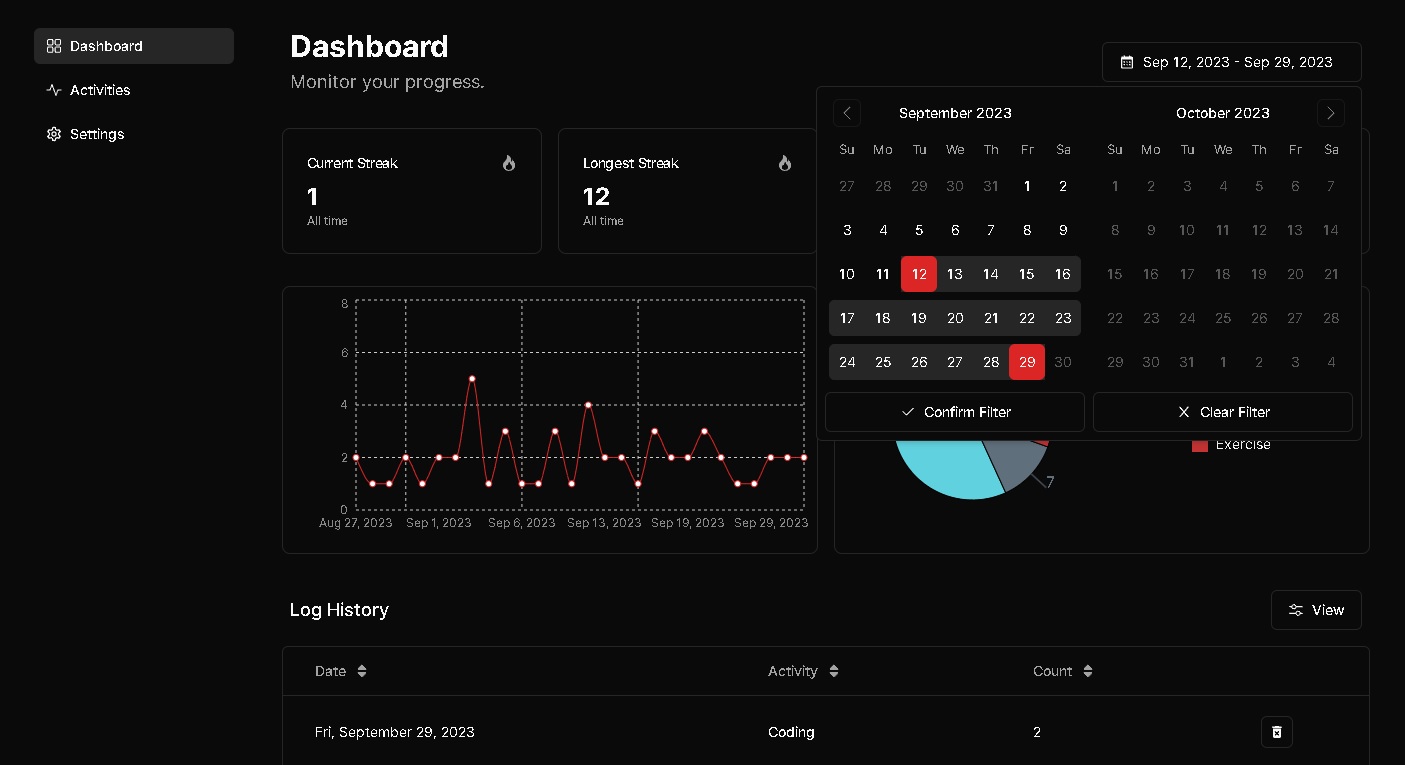 Dashboard
Activities
Settings
Dashboard
Monitor your progress.
Sep 12, 2023 - Sep 29, 2023
Current Streak
1
All time
Longest Streak
12
All time
September 2023
Su Mo Tu We Th Fr Sa
27 28 29 30 31 1 2
3 4 5 6 7 8 9
10 11 12 13 14 15 16
17 18 19 20 21 22 23
24 25 26 27 28 29 30
October 2023
Su Mo Tu We Th Fr Sa
1 2 3 4 5 6 7
8 9 10 11 12 13 14
15 16 17 18 19 20 21
22 23 24 25 26 27 28
29 30 31 1 2 3 4
Confirm Filter
Clear Filter
8
6
4
2
0
Aug 27, 2023 Sep 1, 2023 Sep 6, 2023 Sep 13, 2023 Sep 19, 2023 Sep 29, 2023
7
Exercise
Log History
View
Date Activity Count
Fri, September 29, 2023 Coding 2